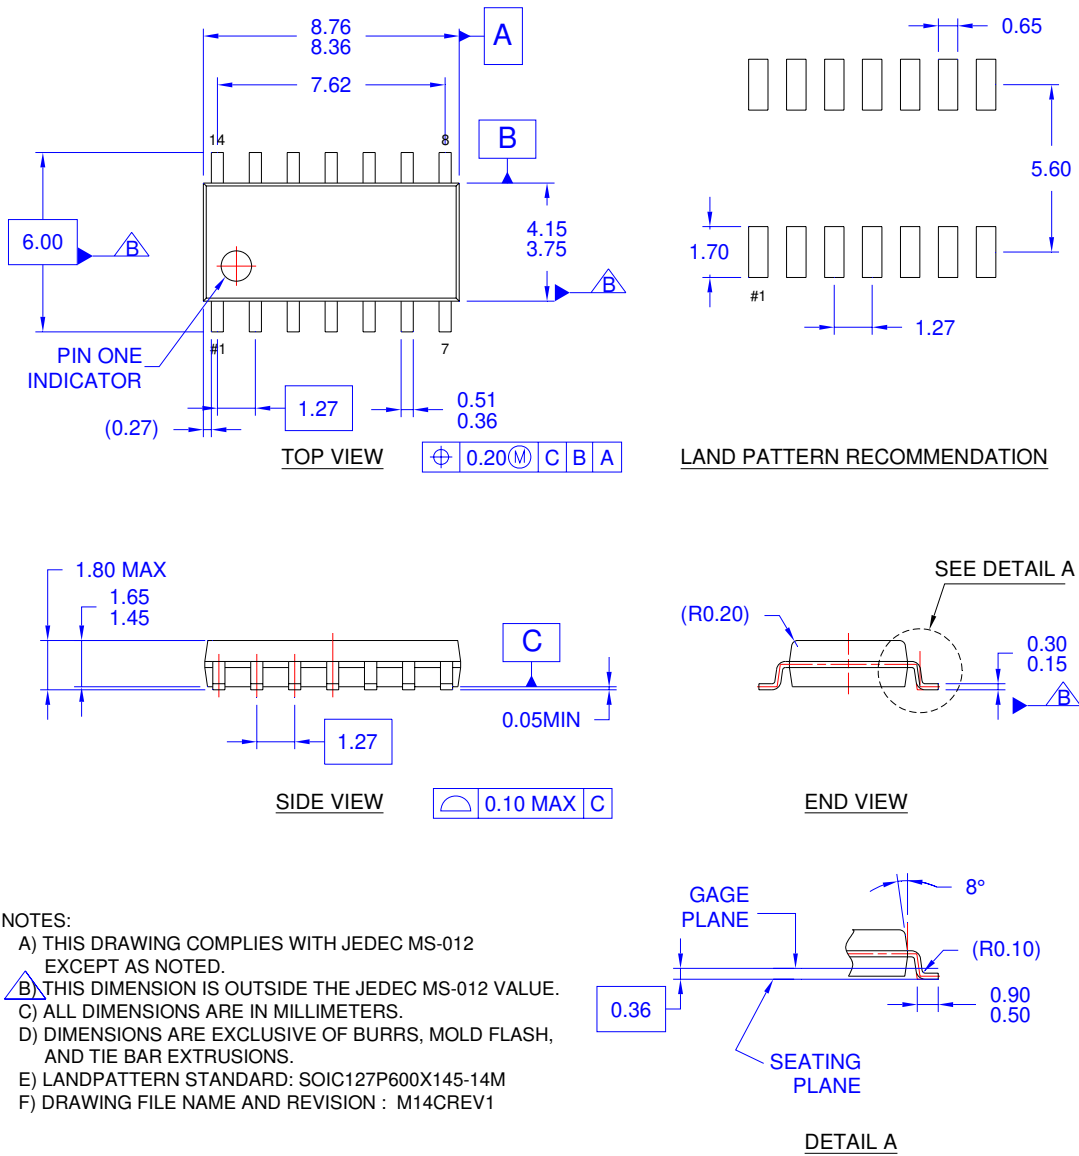 8.76
8.36
A
7.62
14
8
B
6.00
B
4.15
3.75
B
#1
7
PIN ONE
INDICATOR
1.27
0.51
0.36
(0.27)
TOP VIEW
0.20Ⓜ C B A
0.65
5.60
1.70
#1
1.27
LAND PATTERN RECOMMENDATION
1.80 MAX
1.65
1.45
C
0.05MIN
1.27
SIDE VIEW
0.10 MAX C
SEE DETAIL A
(R0.20)
0.30
0.15
B
END VIEW
NOTES:
A) THIS DRAWING COMPLIES WITH JEDEC MS-012
EXCEPT AS NOTED.
B) THIS DIMENSION IS OUTSIDE THE JEDEC MS-012 VALUE.
C) ALL DIMENSIONS ARE IN MILLIMETERS.
D) DIMENSIONS ARE EXCLUSIVE OF BURRS, MOLD FLASH,
AND TIE BAR EXTRUSIONS.
E) LANDPATTERN STANDARD: SOIC127P600X145-14M
F) DRAWING FILE NAME AND REVISION : M14CREV1
8°
GAGE
PLANE
(R0.10)
0.36
0.90
0.50
SEATING
PLANE
DETAIL A